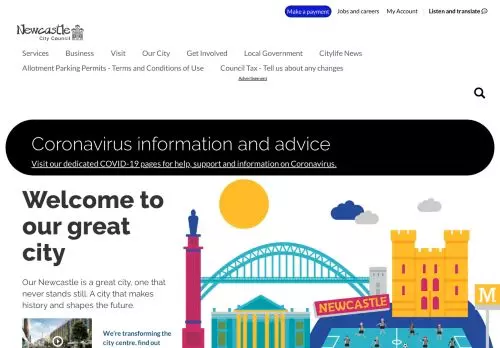 Make a payment Jobs and careers My Account Listen and translate
Newcastle
City Council
Services Business Visit Our City Get Involved Local Government Citylife News
Allotment Parking Permits - Terms and Conditions of Use Council Tax - Tell us about any changes
Advertisement
Coronavirus information and advice
Visit our dedicated COVID-19 pages for help, support and information on Coronavirus.
Welcome to
our great
city
Our Newcastle is a great city, one that
never stands still. A city that makes
history and shapes the future.
We're transforming the
city centre, find out
NEWCASTLE
M